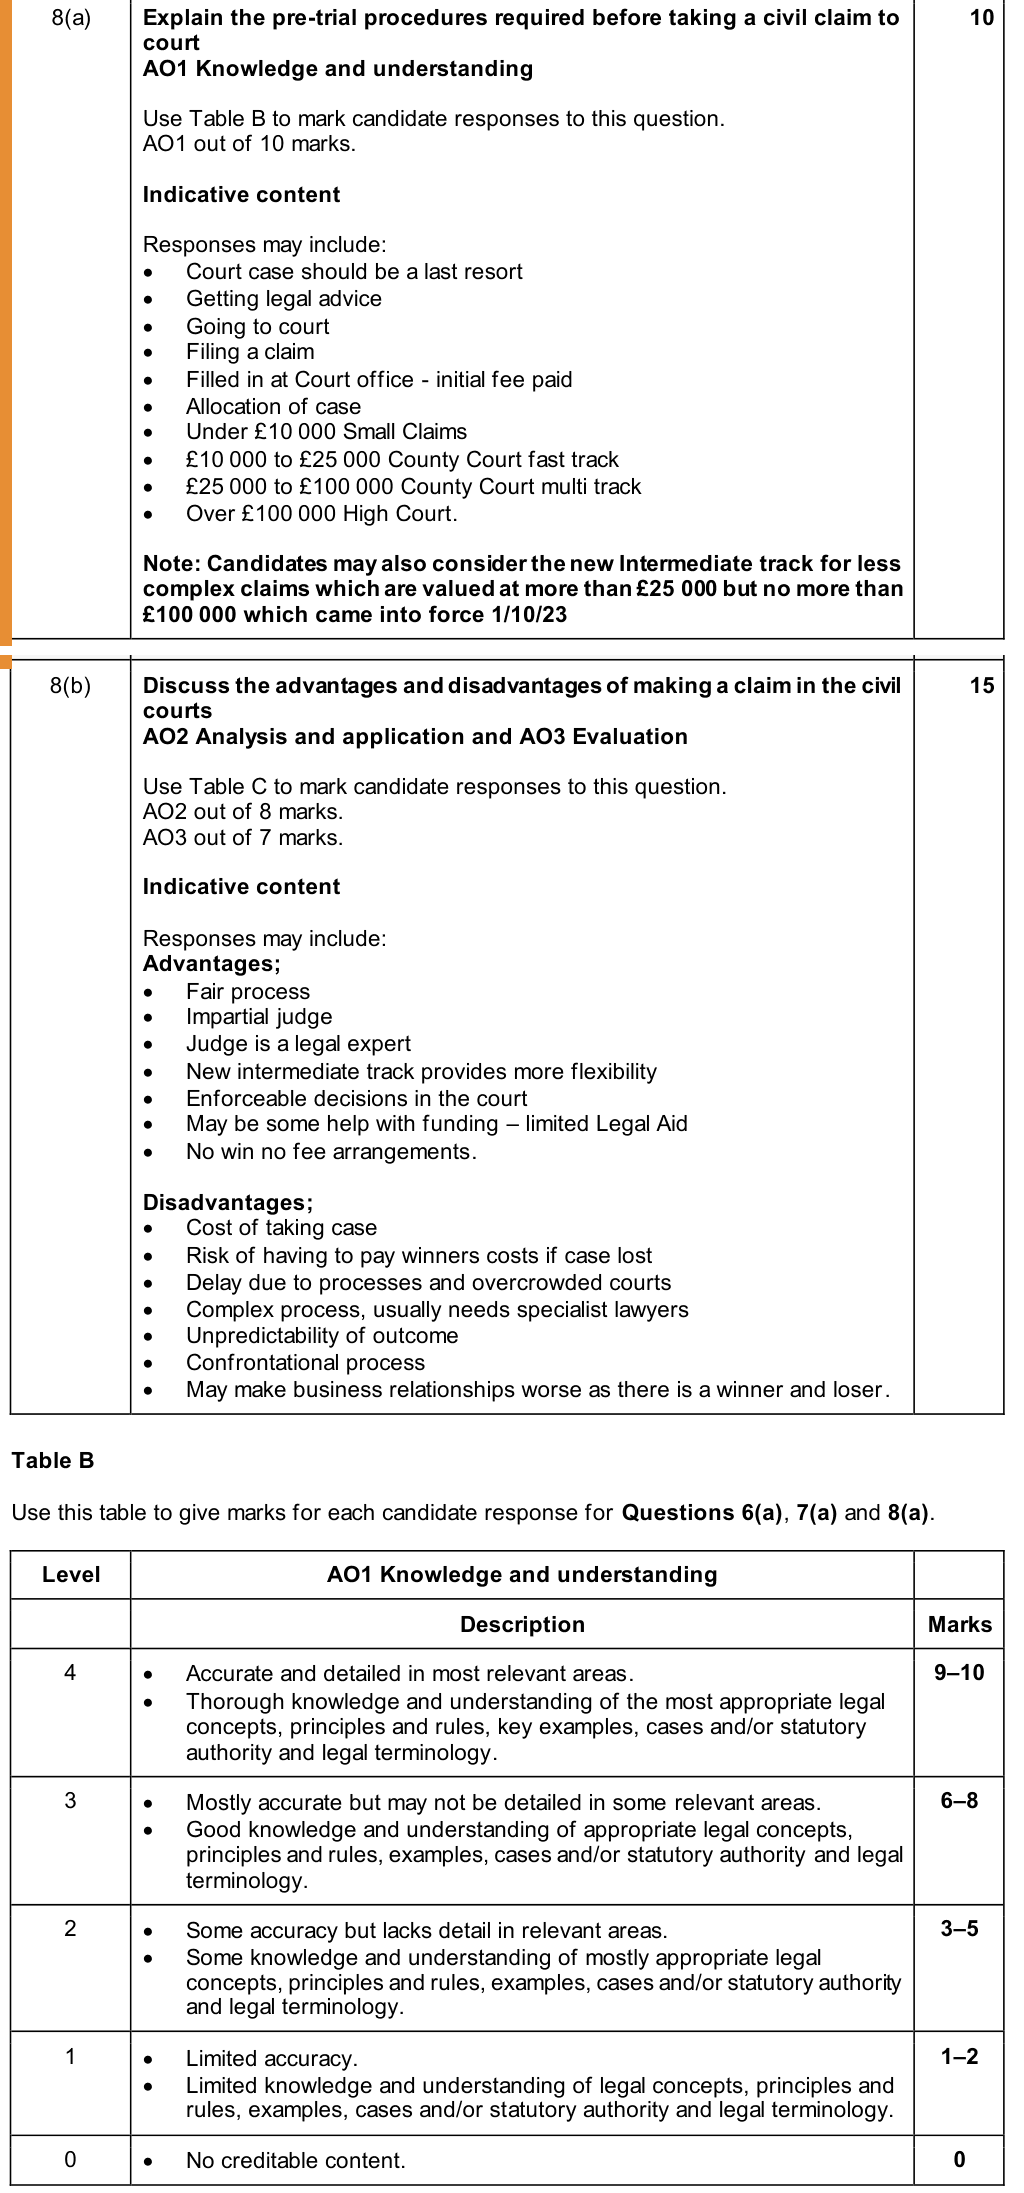 8(a) Explain the pre-trial procedures required before taking a civil claim to 10
court
AO1 Knowledge and understanding
Use Table B to mark candidate responses to this question.
AO1 out of 10 marks.
Indicative content
Responses may include:
• Court case should be a last resort
• Getting legal advice
• Going to court
• Filing a claim
• Filled in at Court office - initial fee paid
• Allocation of case
• Under £10 000 Small Claims
• £10 000 to £25 000 County Court fast track
• £25 000 to £100 000 County Court multi track
• Over £100 000 High Court.
Note: Candidates may also consider the new Intermediate track for less
complex claims which are valued at more than £25 000 but no more than
£100 000 which came into force 1/10/23
8(b) Discuss the advantages and disadvantages of making a claim in the civil 15
courts
AO2 Analysis and application and AO3 Evaluation
Use Table C to mark candidate responses to this question.
AO2 out of 8 marks.
AO3 out of 7 marks.
Indicative content
Responses may include:
Advantages;
• Fair process
• Impartial judge
• Judge is a legal expert
• New intermediate track provides more flexibility
• Enforceable decisions in the court
• May be some help with funding – limited Legal Aid
• No win no fee arrangements.
Disadvantages;
• Cost of taking case
• Risk of having to pay winners costs if case lost
• Delay due to processes and overcrowded courts
• Complex process, usually needs specialist lawyers
• Unpredictability of outcome
• Confrontational process
• May make business relationships worse as there is a winner and loser.
Table B
Use this table to give marks for each candidate response for Questions 6(a), 7(a) and 8(a).
Level AO1 Knowledge and understanding
Description Marks
4 • Accurate and detailed in most relevant areas. 9–10
• Thorough knowledge and understanding of the most appropriate legal
concepts, principles and rules, key examples, cases and/or statutory
authority and legal terminology.
3 • Mostly accurate but may not be detailed in some relevant areas. 6–8
• Good knowledge and understanding of appropriate legal concepts,
principles and rules, examples, cases and/or statutory authority and legal
terminology.
2 • Some accuracy but lacks detail in relevant areas. 3–5
• Some knowledge and understanding of mostly appropriate legal
concepts, principles and rules, examples, cases and/or statutory authority
and legal terminology.
1 • Limited accuracy. 1–2
• Limited knowledge and understanding of legal concepts, principles and
rules, examples, cases and/or statutory authority and legal terminology.
0 • No creditable content. 0